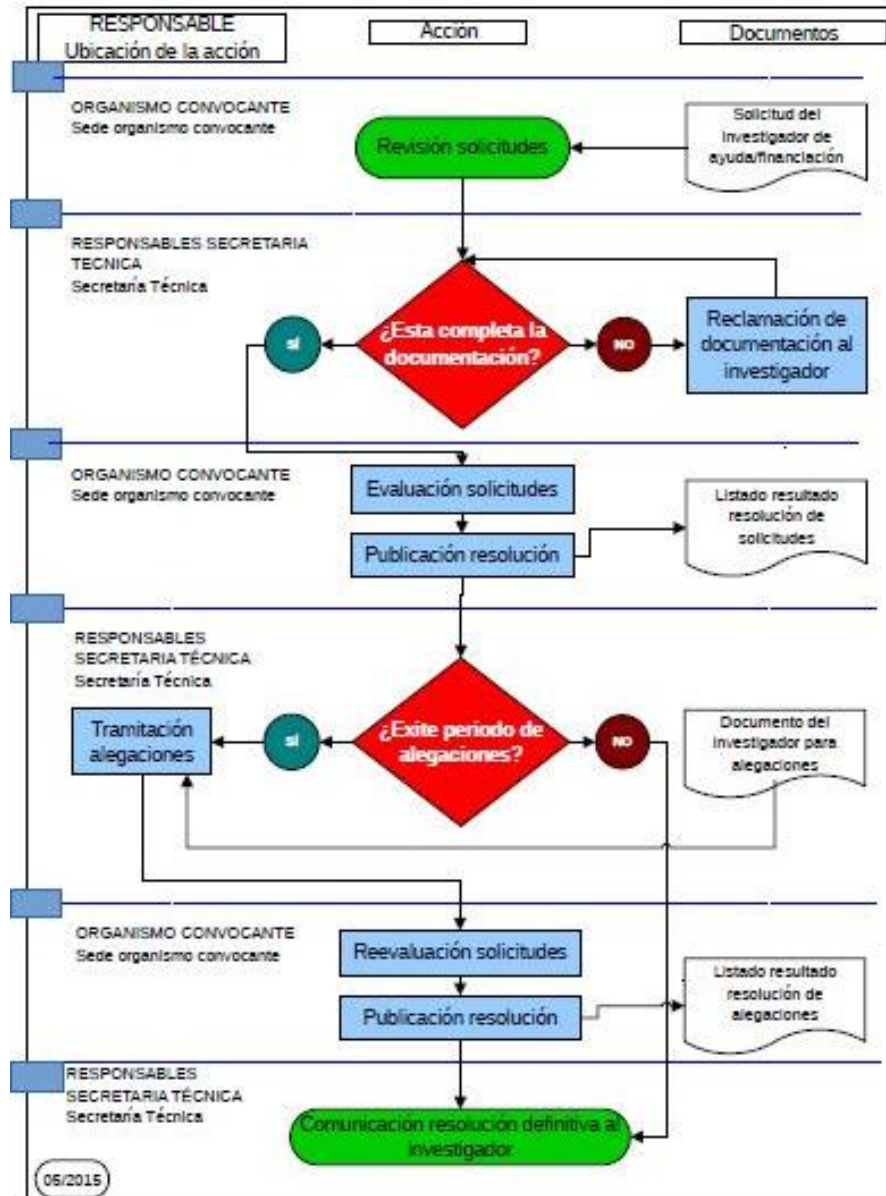 RESPONSABLE
Ubicación de la acción
Acción
Documentos
ORGANISMO CONVOCANTE
Sede organismo convocante
Revisión solicitudes
Solicitud del
investigador de
ayuda/financiación
RESPONSABLES SECRETARIA
TECNICA
Secretaría Técnica
SÍ
¿Esta completa la
documentación?
NO
Reclamación de
documentación al
investigador
ORGANISMO CONVOCANTE
Sede organismo convocante
Evaluación solicitudes
Publicación resolución
Listado resultado
resolución de
solicitudes
RESPONSABLES
SECRETARIA TÉCNICA
Secretaría Técnica
Tramitación
alegaciones
SÍ
¿Exite período de
alegaciones?
NO
Documento del
investigador para
alegaciones
ORGANISMO CONVOCANTE
Sede organismo convocante
Reevaluación solicitudes
Publicación resolución
Listado resultado
resolución de
alegaciones
RESPONSABLES
SECRETARIA TÉCNICA
Secretaría Técnica
Comunicación resolución definitiva al
investigador
05/2015